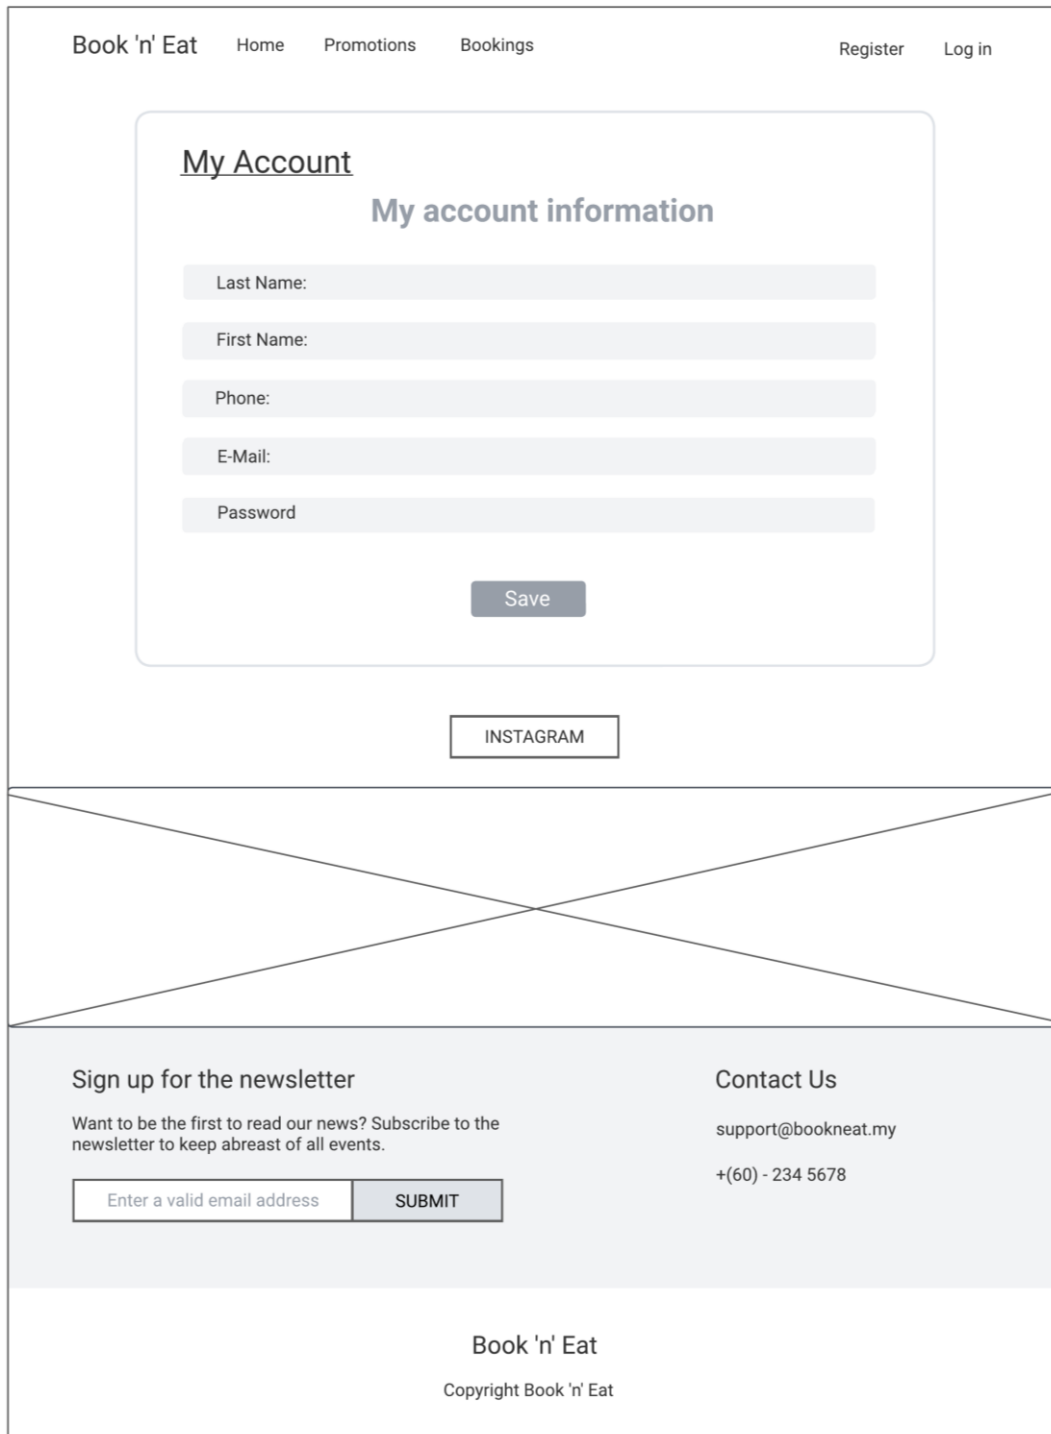 Book 'n' Eat Home Promotions Bookings Register Log in
My Account
My account information
Last Name:
First Name:
Phone:
E-Mail:
Password
Save
INSTAGRAM
Sign up for the newsletter
Want to be the first to read our news? Subscribe to the
newsletter to keep abreast of all events.
Enter a valid email address SUBMIT
Contact Us
support@bookneat.my
+(60) - 234 5678
Book 'n' Eat
Copyright Book 'n' Eat